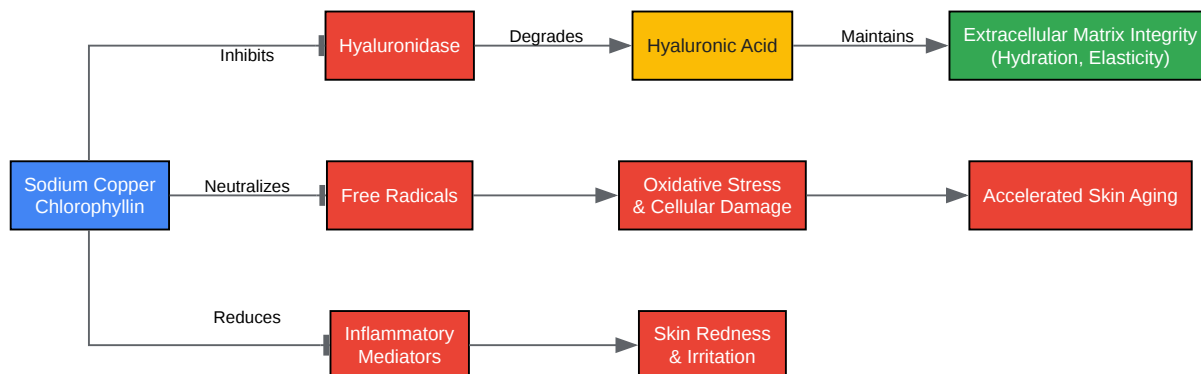 Hyaluronidase
Degrades
Hyaluronic Acid
Maintains
Extracellular Matrix Integrity
(Hydration, Elasticity)
Inhibits
Sodium Copper
Chlorophyllin
Neutralizes
Free Radicals
Oxidative Stress
& Cellular Damage
Accelerated Skin Aging
Reduces
Inflammatory
Mediators
Skin Redness
& Irritation